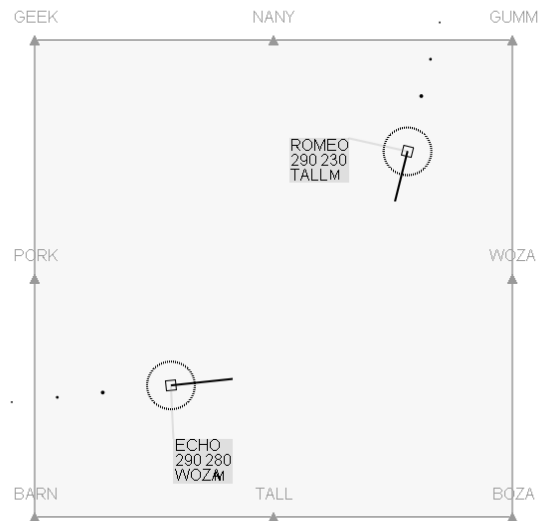 GEEK NANY GUMM
ROMEO
290 230
TALLM
PORK WOZA
ECHO
290 280
WOZAM
BARN TALL BOZA